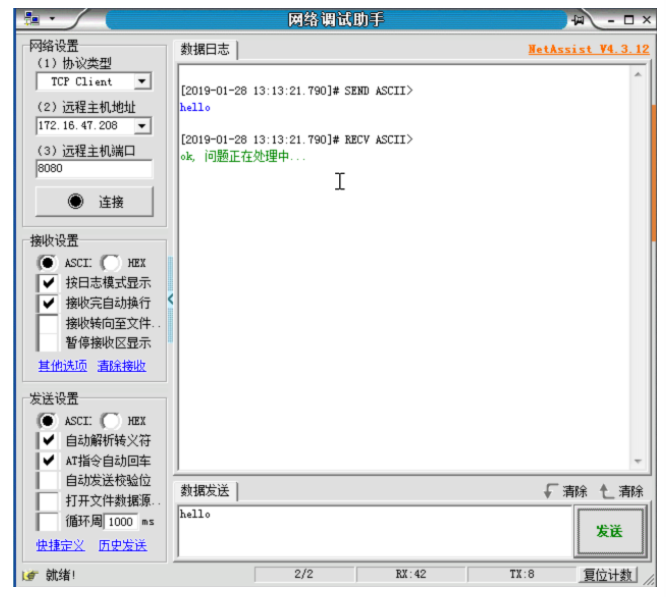 网络调试助手
网络设置
(1) 协议类型
TCP Client
(2) 远程主机地址
172.16.47.208
(3) 远程主机端口
8080
连接
接收设置
ASCI: HEX
按日志模式显示
接收完自动换行
接收转向至文件..
暂停接收区显示
其他选项 清除接收
发送设置
ASCI: HEX
自动解析转义符
AT指令自动回车
自动发送校验位
打开文件数据源..
循环周 1000 ms
快捷定义 历史发送
数据日志
NetAssist V4.3.12
[2019-01-28 13:13:21.790]# SEND ASCII>
hello
[2019-01-28 13:13:21.790]# RECV ASCII>
ok, 问题正在处理中...
数据发送
清除 清除
hello
发送
就绪!
2/2
RX:42
TX:8
复位计数